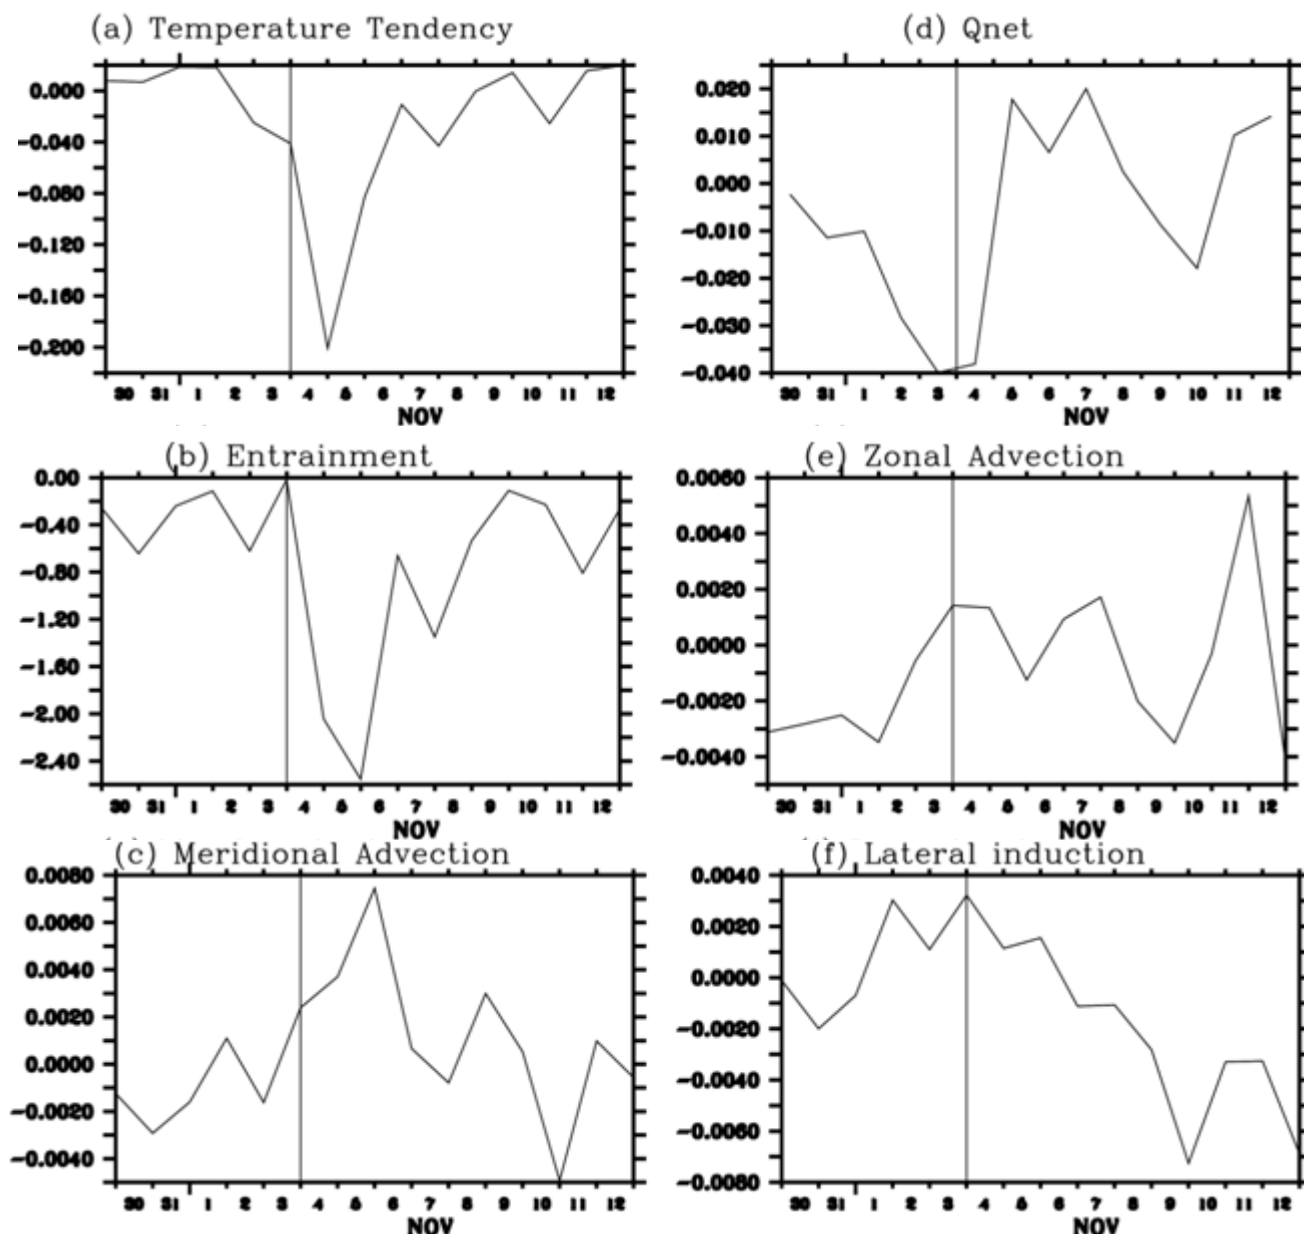 (a) Temperature Tendency
0.000
-0.040
-0.080
-0.120
-0.160
-0.200
30 31 1 2 3 4 5 6 7 8 9 10 11 12
NOV
(d) Qnet
0.020
0.010
0.000
-0.010
-0.020
-0.030
-0.040
30 31 1 2 3 4 5 6 7 8 9 10 11 12
NOV
(b) Entrainment
0.00
-0.40
-0.80
-1.20
-1.60
-2.00
-2.40
30 31 1 2 3 4 5 6 7 8 9 10 11 12
NOV
(e) Zonal Advection
0.0060
0.0040
0.0020
0.0000
-0.0020
-0.0040
30 31 1 2 3 4 5 6 7 8 9 10 11 12
NOV
(c) Meridional Advection
0.0080
0.0060
0.0040
0.0020
0.0000
-0.0020
-0.0040
30 31 1 2 3 4 5 6 7 8 9 10 11 12
NOV
(f) Lateral induction
0.0040
0.0020
0.0000
-0.0020
-0.0040
-0.0060
-0.0080
30 31 1 2 3 4 5 6 7 8 9 10 11 12
NOV